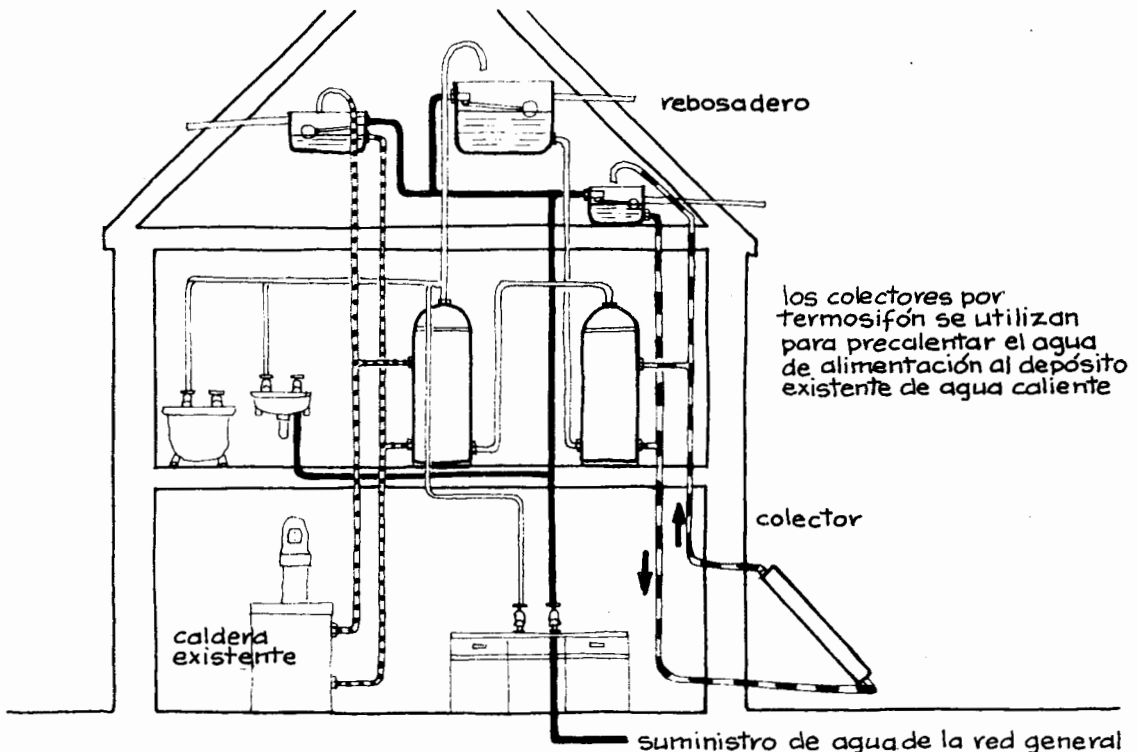 rebosadero
los colectores por
termosifón se utilizan
para precalentar el agua
de alimentación al depósito
existente de agua caliente
colector
caldera
existente
suministro de agua de la red general